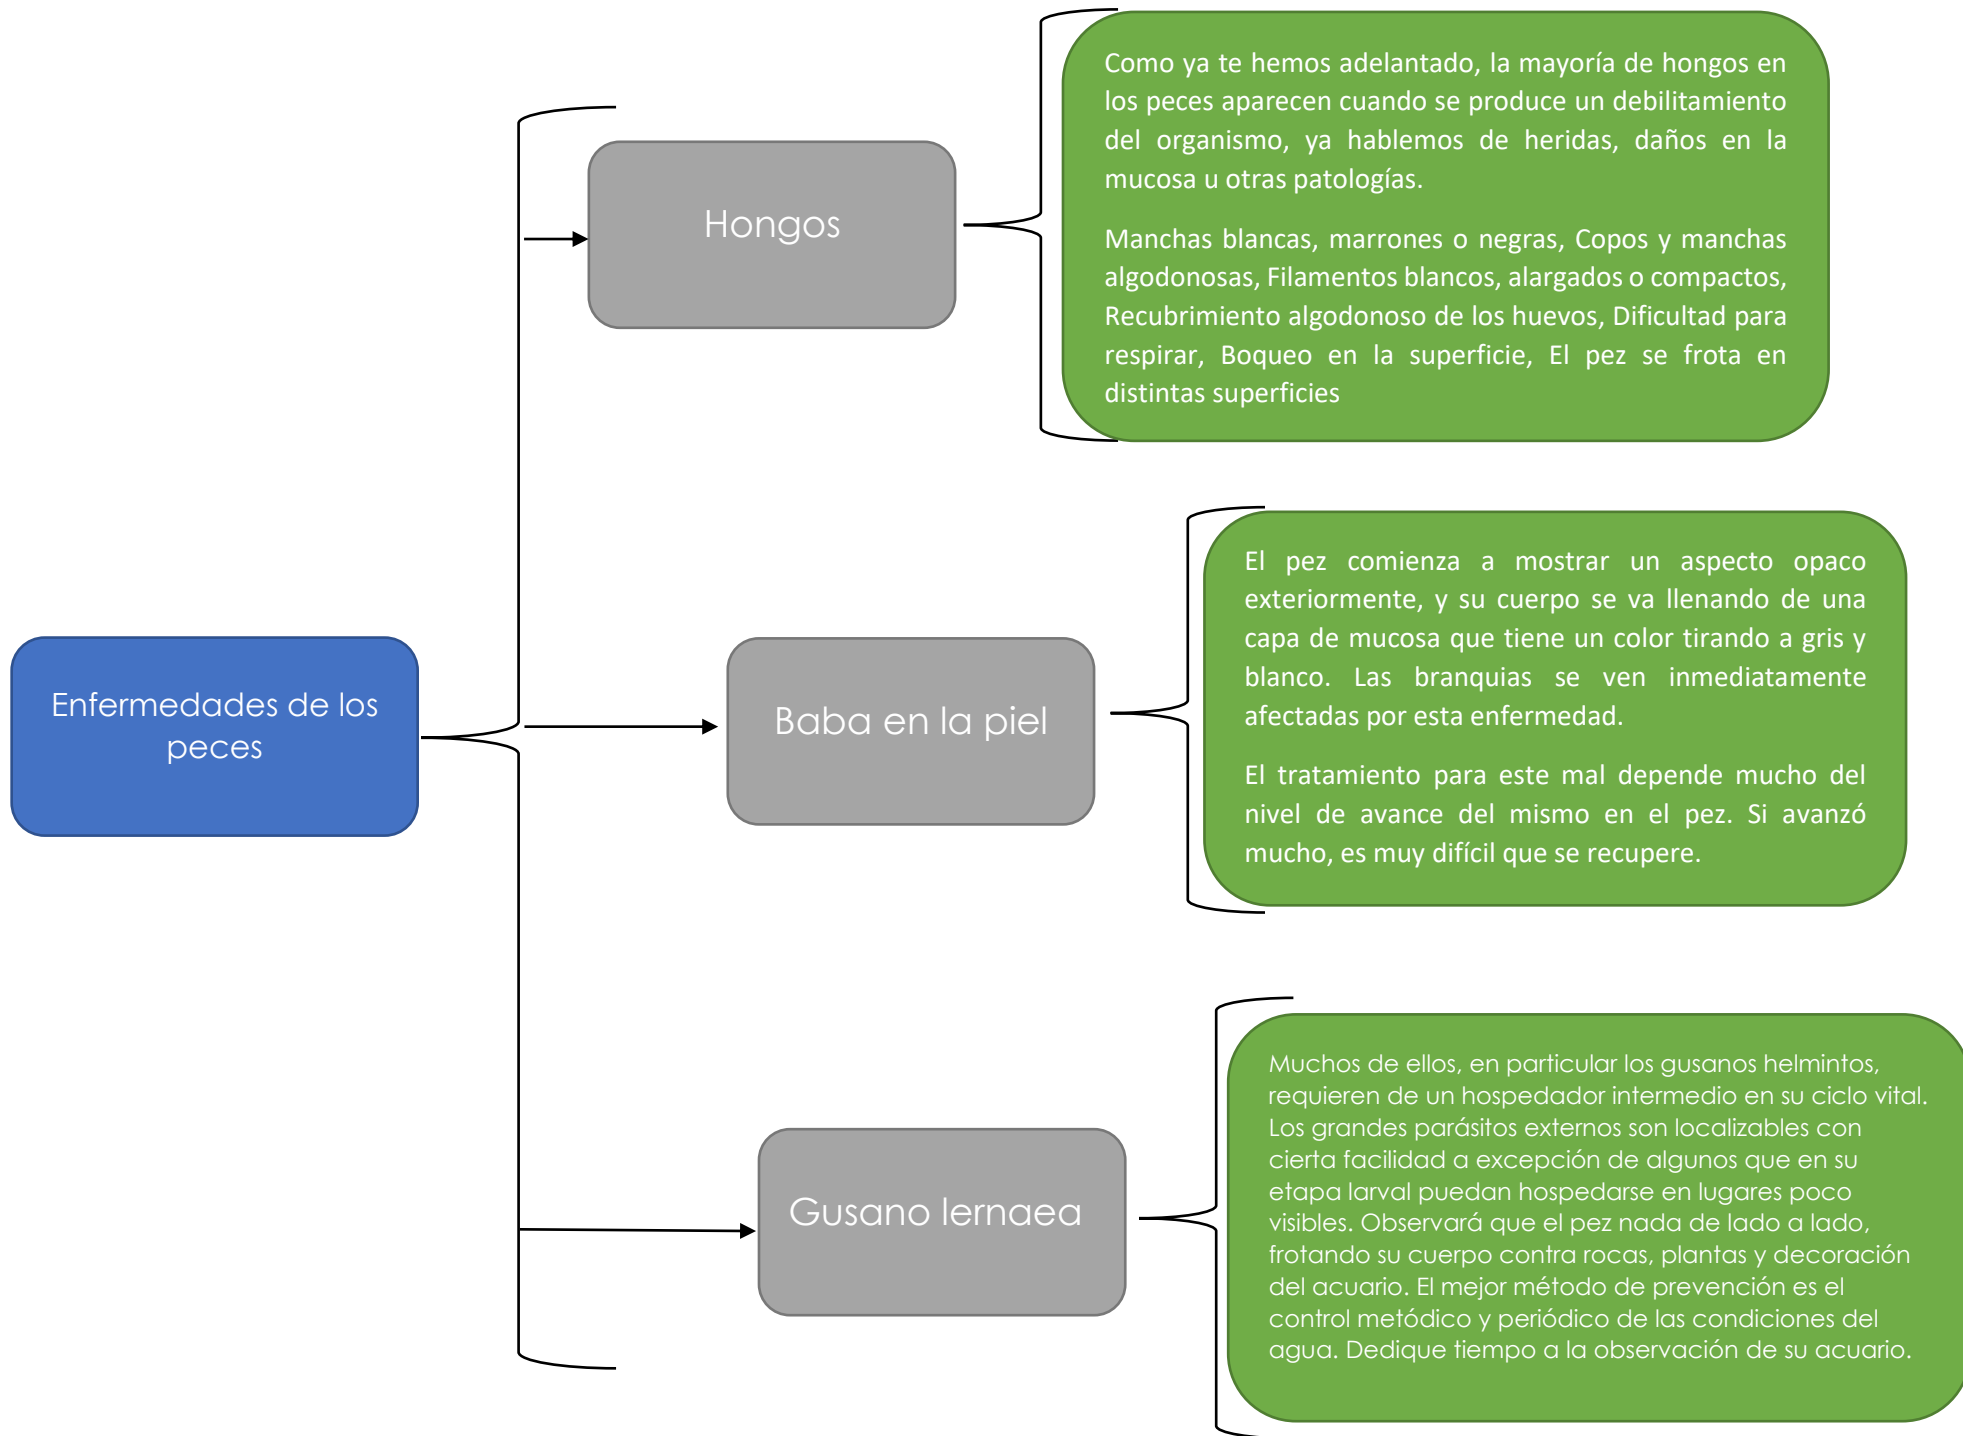 Enfermedades de los
peces
Hongos
Como ya te hemos adelantado, la mayoría de hongos en
los peces aparecen cuando se produce un debilitamiento
del organismo, ya hablemos de heridas, daños en la
mucosa u otras patologías.
Manchas blancas, marrones o negras, Copos y manchas
algodonosas, Filamentos blancos, alargados o compactos,
Recubrimiento algodonoso de los huevos, Dificultad para
respirar, Boqueo en la superficie, El pez se frota en
distintas superficies
Baba en la piel
El pez comienza a mostrar un aspecto opaco
exteriormente, y su cuerpo se va llenando de una
capa de mucosa que tiene un color tirando a gris y
blanco. Las branquias se ven inmediatamente
afectadas por esta enfermedad.
El tratamiento para este mal depende mucho del
nivel de avance del mismo en el pez. Si avanzó
mucho, es muy difícil que se recupere.
Gusano lernaea
Muchos de ellos, en particular los gusanos helmintos,
requieren de un hospedador intermedio en su ciclo vital.
Los grandes parásitos externos son localizables con
cierta facilidad a excepción de algunos que en su
etapa larval puedan hospedarse en lugares poco
visibles. Observará que el pez nada de lado a lado,
frotando su cuerpo contra rocas, plantas y decoración
del acuario. El mejor método de prevención es el
control metódico y periódico de las condiciones del
agua. Dedique tiempo a la observación de su acuario.